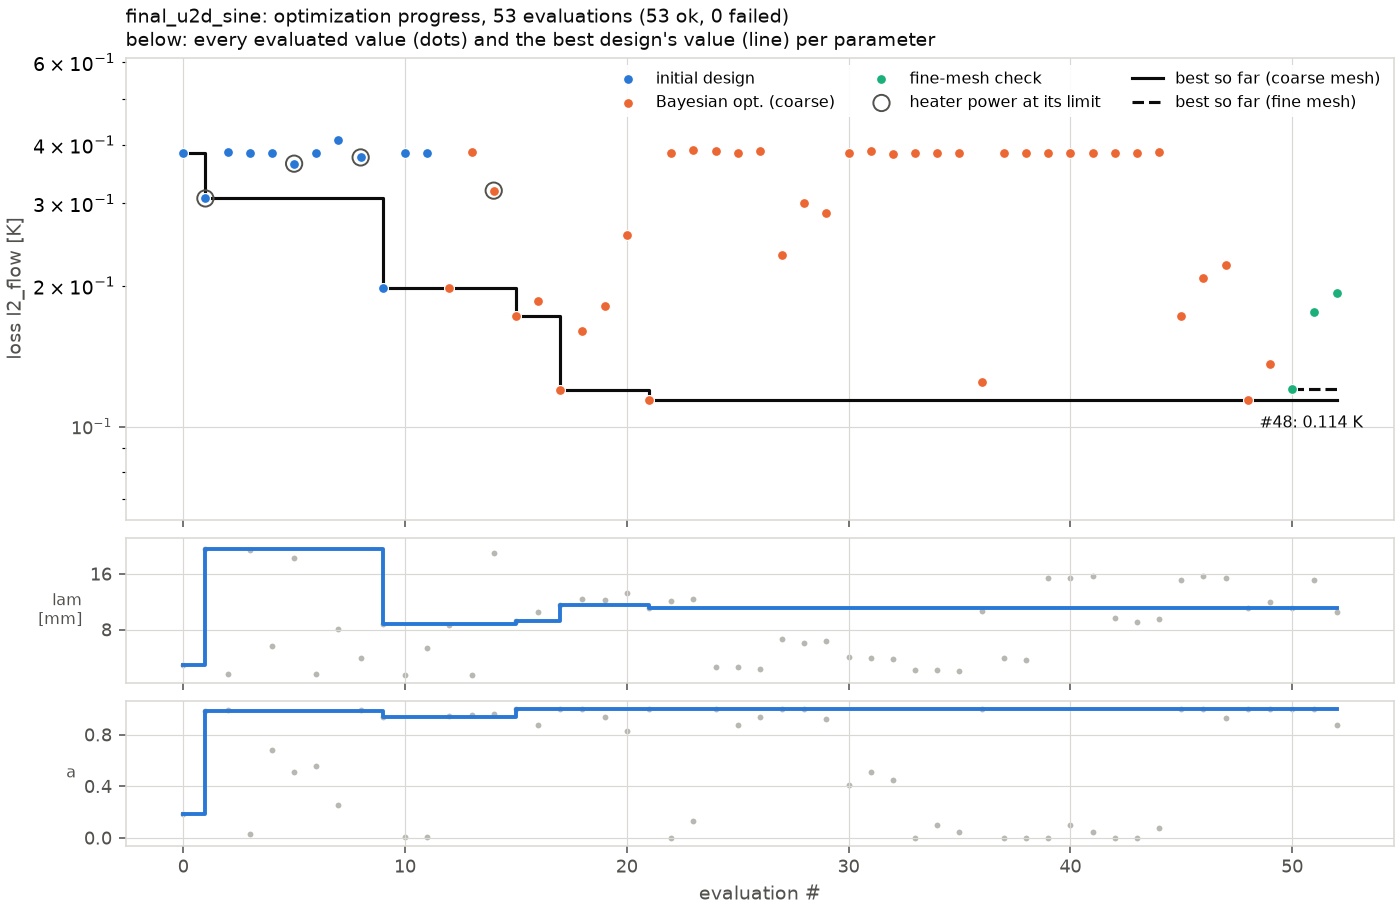 final_u2d_sine: optimization progress, 53 evaluations (53 ok, 0 failed)
below: every evaluated value (dots) and the best design's value (line) per parameter
initial design
Bayesian opt. (coarse)
fine-mesh check
heater power at its limit
best so far (coarse mesh)
best so far (fine mesh)
6 × 10⁻¹
4 × 10⁻¹
3 × 10⁻¹
2 × 10⁻¹
10⁻¹
loss l2_flow [K]
#48: 0.114 K
16
8
lam
[mm]
0.8
0.4
0.0
a
0
10
20
30
40
50
evaluation #